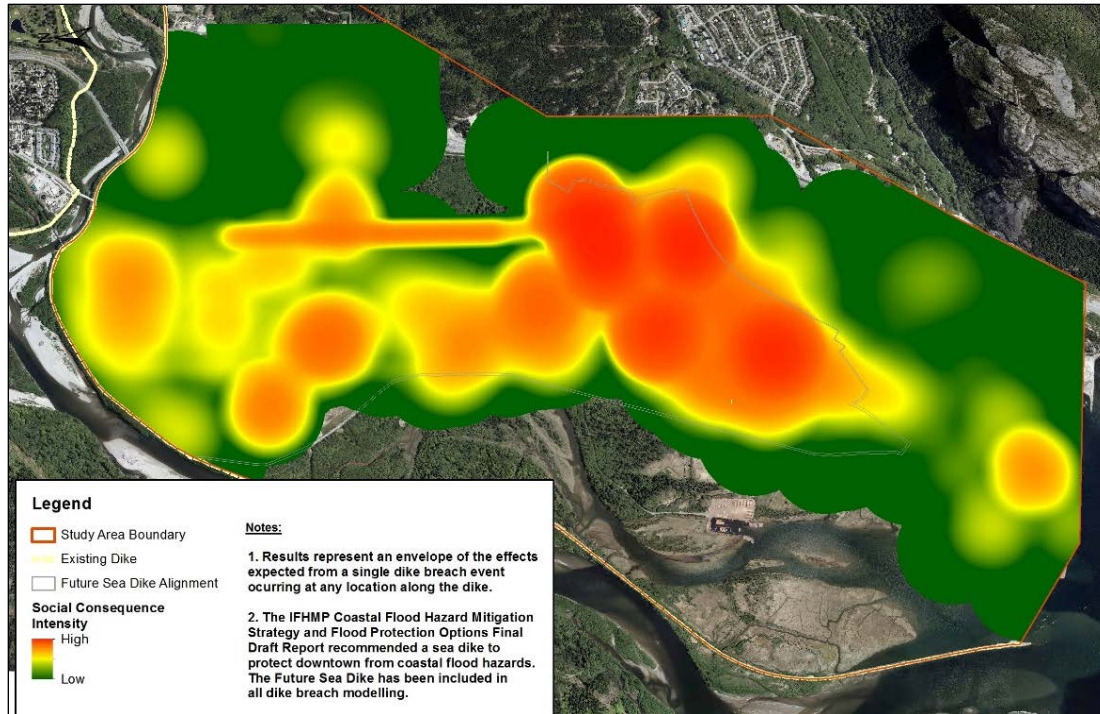 Legend
Study Area Boundary
Existing Dike
Future Sea Dike Alignment
Social Consequence
Intensity
High
Low
Notes:
1. Results represent an envelope of the effects
expected from a single dike breach event
ocurring at any location along the dike.
2. The IFHMP Coastal Flood Hazard Mitigation
Strategy and Flood Protection Options Final
Draft Report recommended a sea dike to
protect downtown from coastal flood hazards.
The Future Sea Dike has been included in
all dike breach modelling.